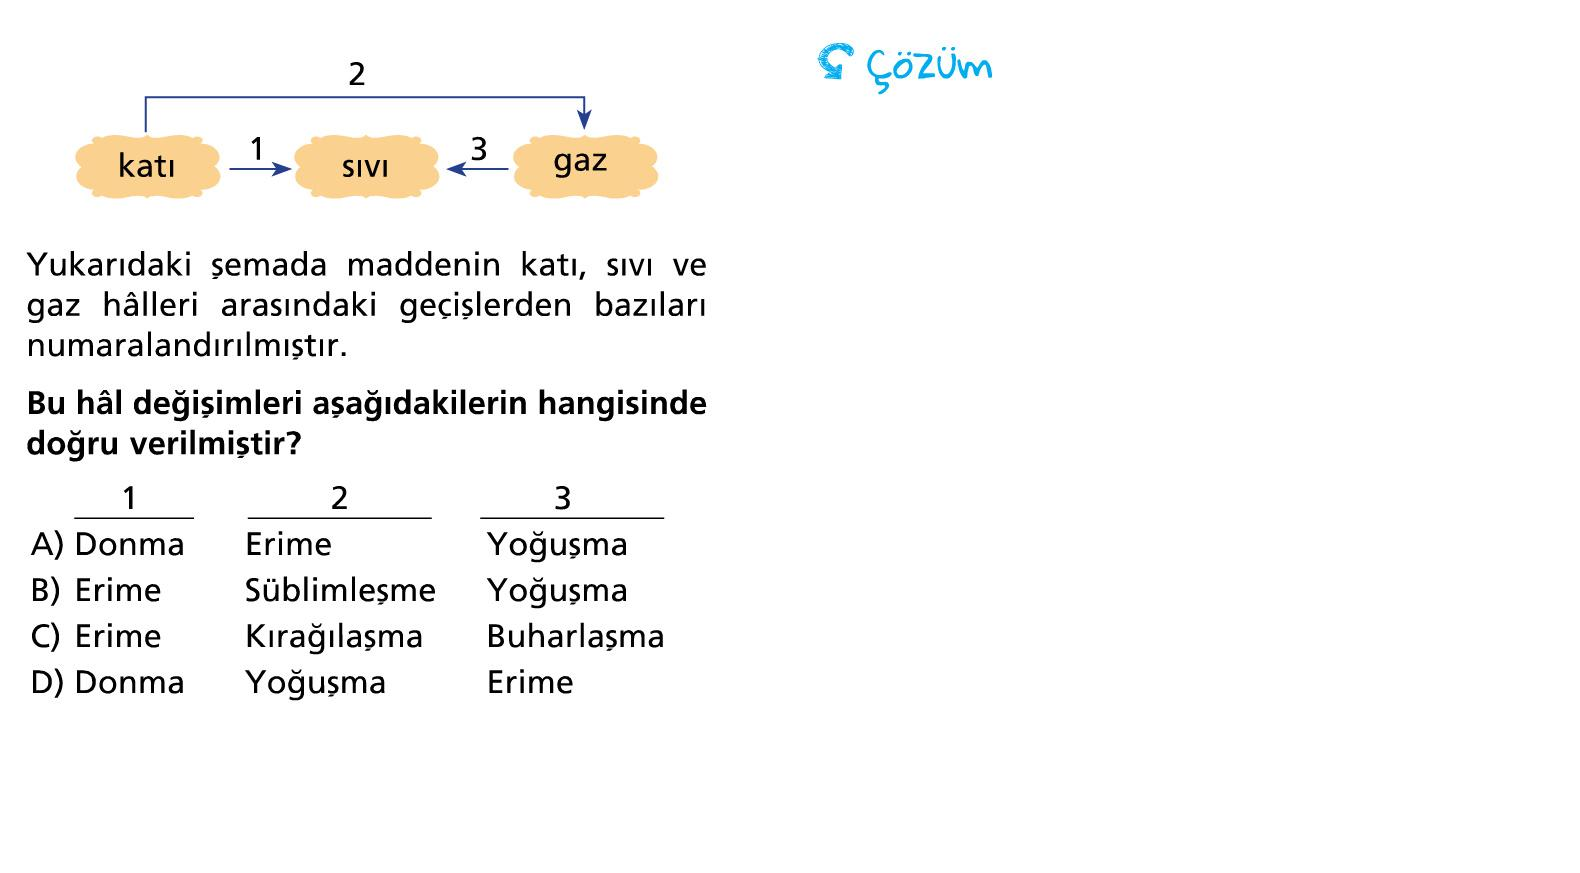 2
katı
1
sıvı
3
gaz
Çözüm
Yukarıdaki şemada maddenin katı, sıvı ve
gaz hâlleri arasındaki geçişlerden bazıları
numaralandırılmıştır.
Bu hâl değişimleri aşağıdakilerin hangisinde
doğru verilmiştir?
1 2 3
A) Donma Erime Yoğuşma
B) Erime Süblimleşme Yoğuşma
C) Erime Kırağılaşma Buharlaşma
D) Donma Yoğuşma Erime